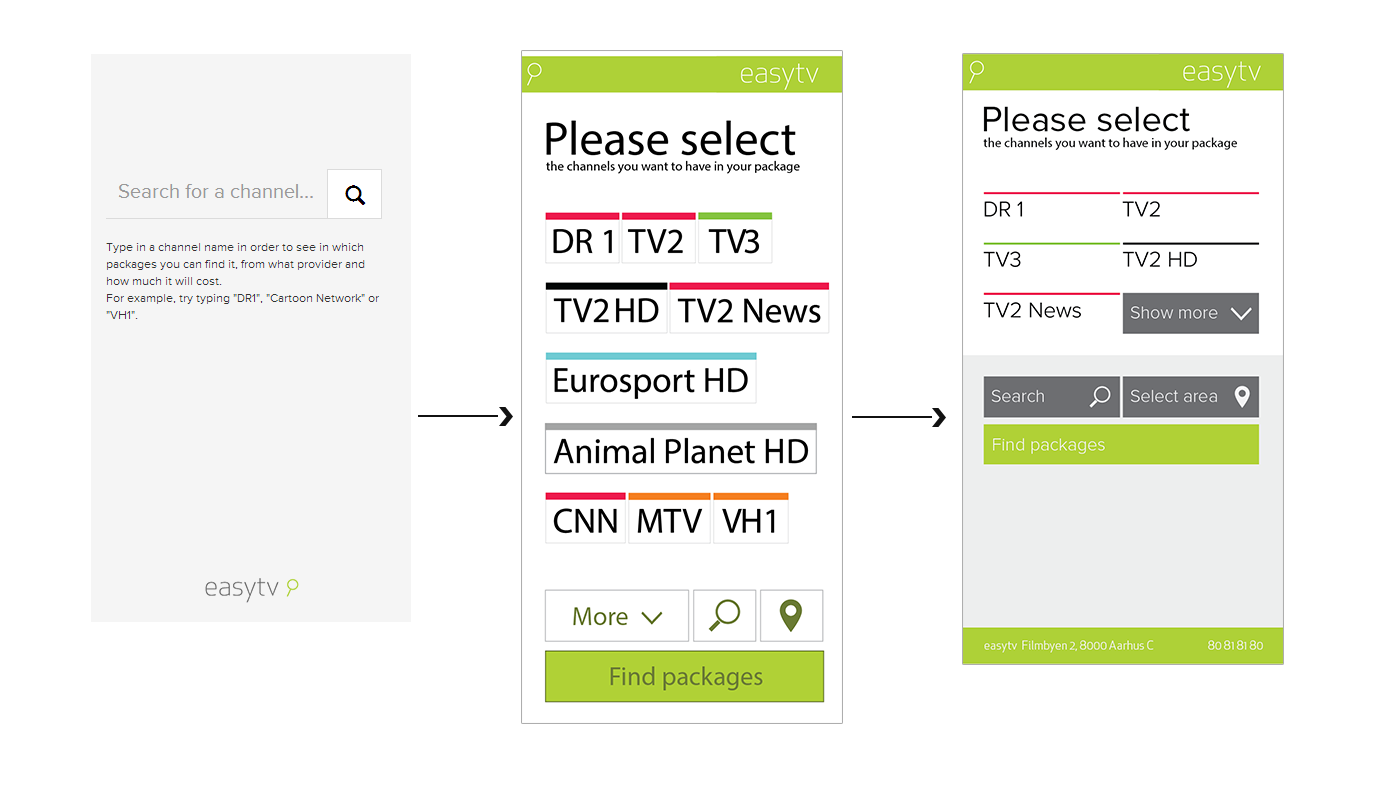 Search for a channel...
Type in a channel name in order to see in which
packages you can find it, from what provider and
how much it will cost.
For example, try typing "DR1", "Cartoon Network" or
"VH1".
easytv
easytv
Please select
the channels you want to have in your package
DR 1 TV2 TV3
TV2 HD TV2 News
Eurosport HD
Animal Planet HD
CNN MTV VH1
More
Find packages
easytv
Please select
the channels you want to have in your package
DR 1 TV2
TV3 TV2 HD
TV2 News Show more
Search Select area
Find packages
easytv Filmbyen 2, 8000 Aarhus C 80 81 81 80